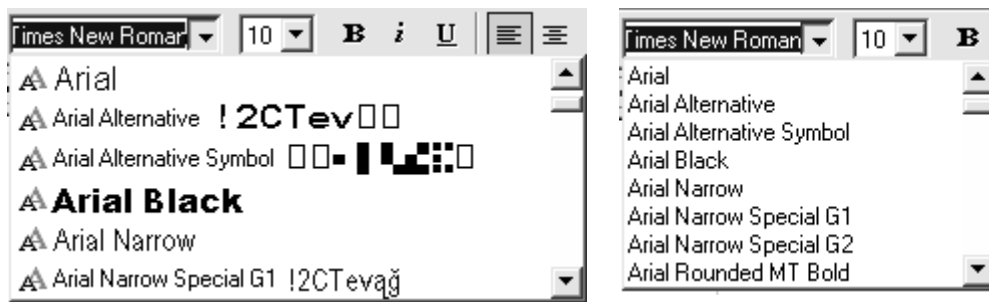 Times New Roman 10 B i U
Arial
Arial Alternative !2CTev□□
Arial Alternative Symbol
Arial Black
Arial Narrow
Arial Narrow Special G1 !2CTevąğ
Times New Roman 10 B
Arial
Arial Alternative
Arial Alternative Symbol
Arial Black
Arial Narrow
Arial Narrow Special G1
Arial Narrow Special G2
Arial Rounded MT Bold